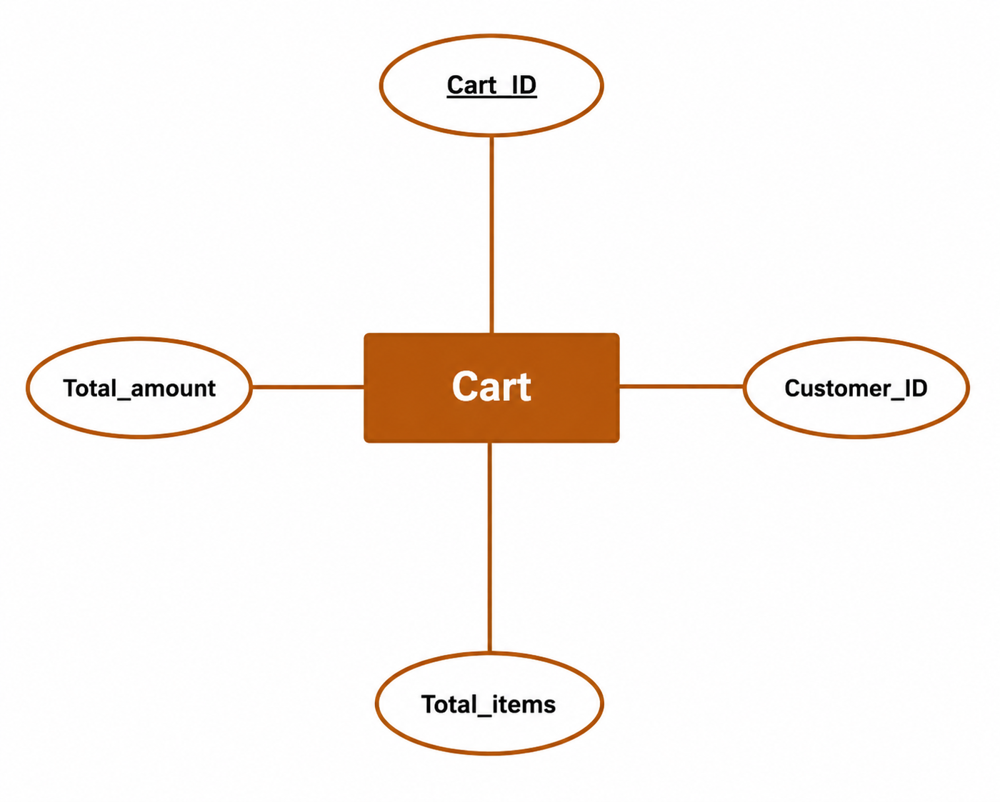 Cart_ID
Total_amount
Cart
Customer_ID
Total_items